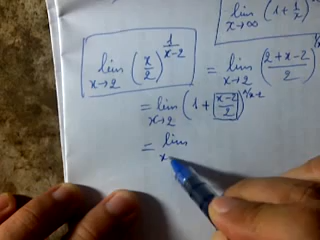 lim x→∞ (1 + 1/x)
lim x→2 (x/2)^(1/(x-2)) = lim x→2 ((2+x-2)/2)^(1/x
= lim x→2 (1 + (x-2)/2)^(1/x-2)
= lim x